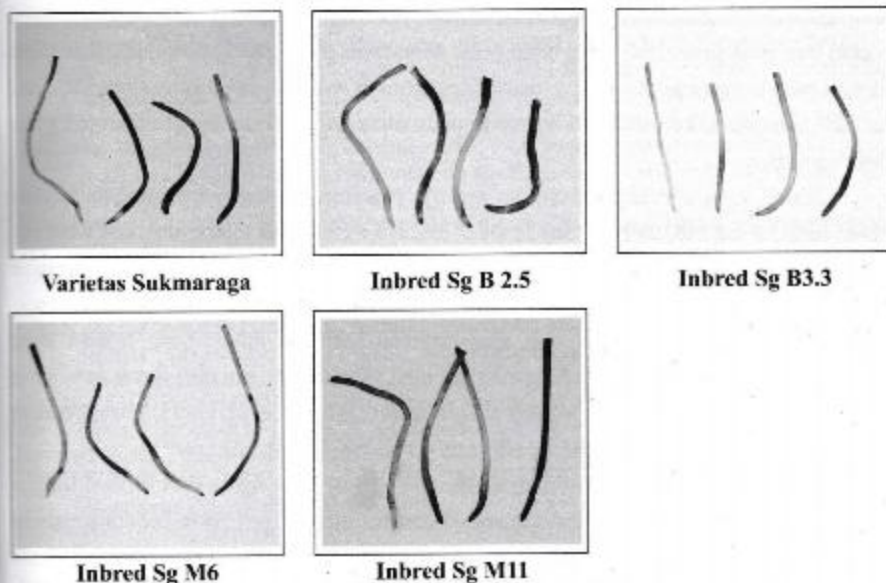 Varietas Sukmaraga
Inbred Sg B 2.5
Inbred Sg B3.3
Inbred Sg M6
Inbred Sg M11